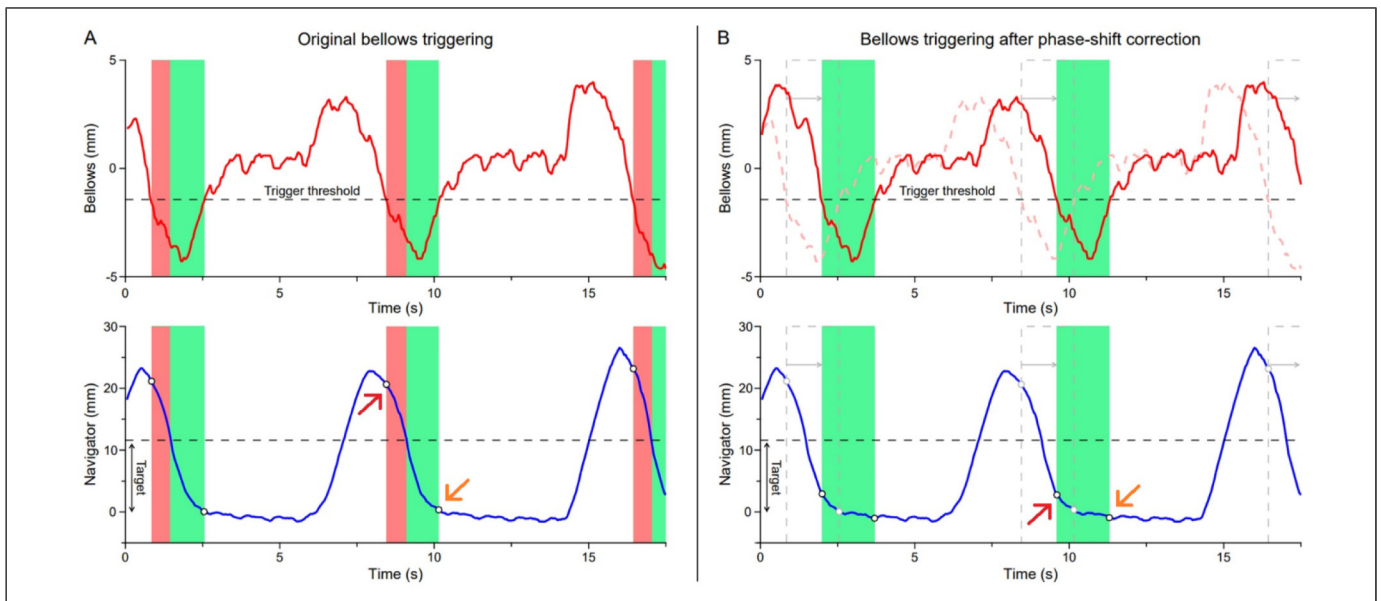 A
Original bellows triggering
5
0
-5
Bellows (mm)
Trigger threshold
0
5
10
15
Time (s)
30
20
10
0
Navigator (mm)
Target
0
5
10
15
Time (s)
B
Bellows triggering after phase-shift correction
5
0
-5
Bellows (mm)
Trigger threshold
0
5
10
15
Time (s)
30
20
10
0
Navigator (mm)
Target
0
5
10
15
Time (s)